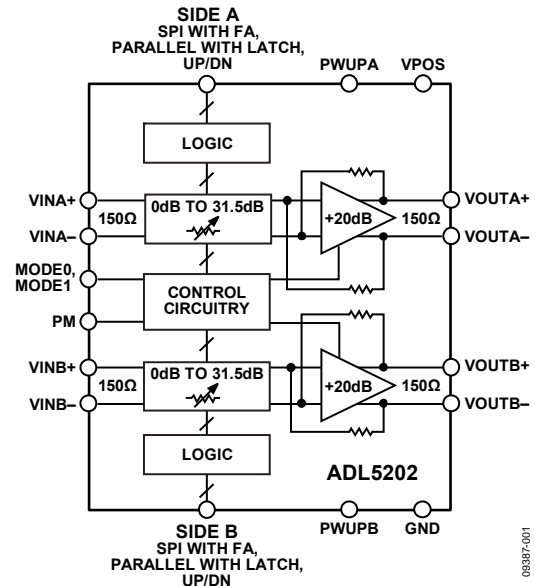 SIDE A
SPI WITH FA,
PARALLEL WITH LATCH,
UP/DN
PWUPA
VPOS
LOGIC
VINA+
150Ω
VINA–
0dB TO 31.5dB
+20dB
150Ω
VOUTA+
VOUTA–
MODE0,
MODE1
PM
CONTROL
CIRCUITRY
VINB+
150Ω
VINB–
0dB TO 31.5dB
+20dB
150Ω
VOUTB+
VOUTB–
LOGIC
ADL5202
SIDE B
SPI WITH FA,
PARALLEL WITH LATCH,
UP/DN
PWUPB
GND
09387-001